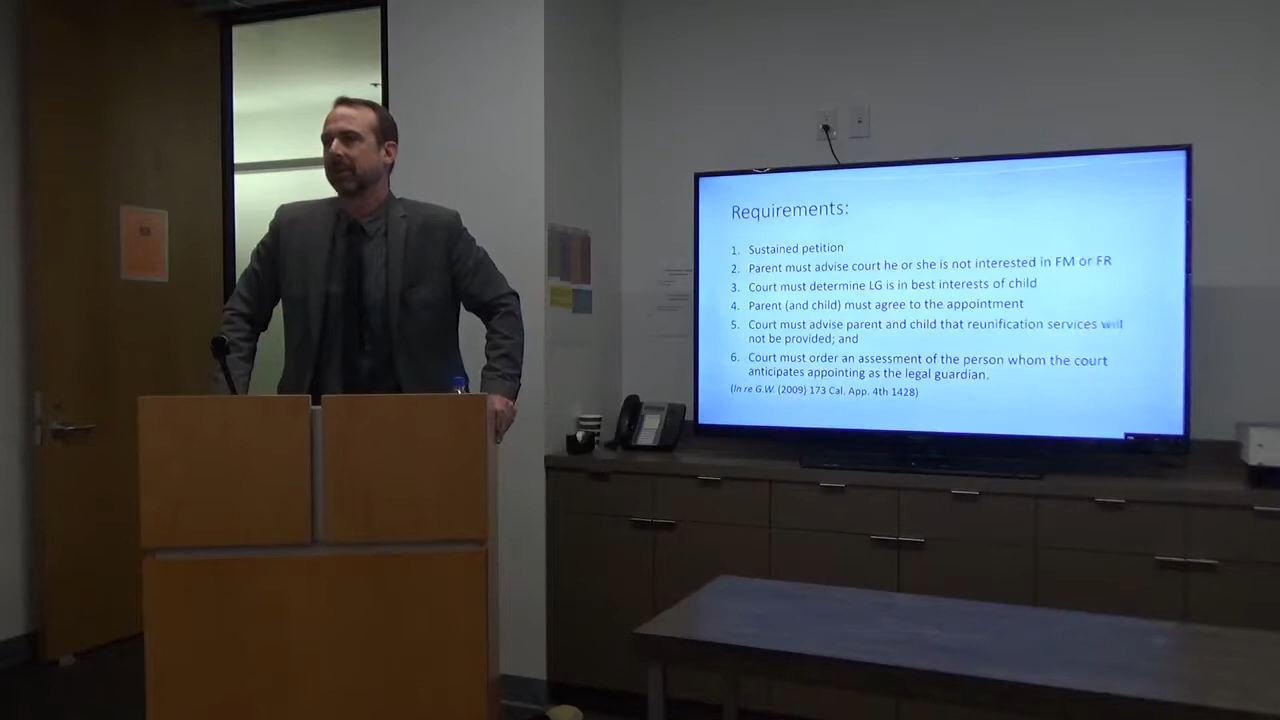 Requirements:
1. Sustained petition
2. Parent must advise court he or she is not interested in FM or FR
3. Court must determine LG is in best interests of child
4. Parent (and child) must agree to the appointment
5. Court must advise parent and child that reunification services will
not be provided; and
6. Court must order an assessment of the person whom the court
anticipates appointing as the legal guardian.
(In re G.W. (2009) 173 Cal. App. 4th 1428)